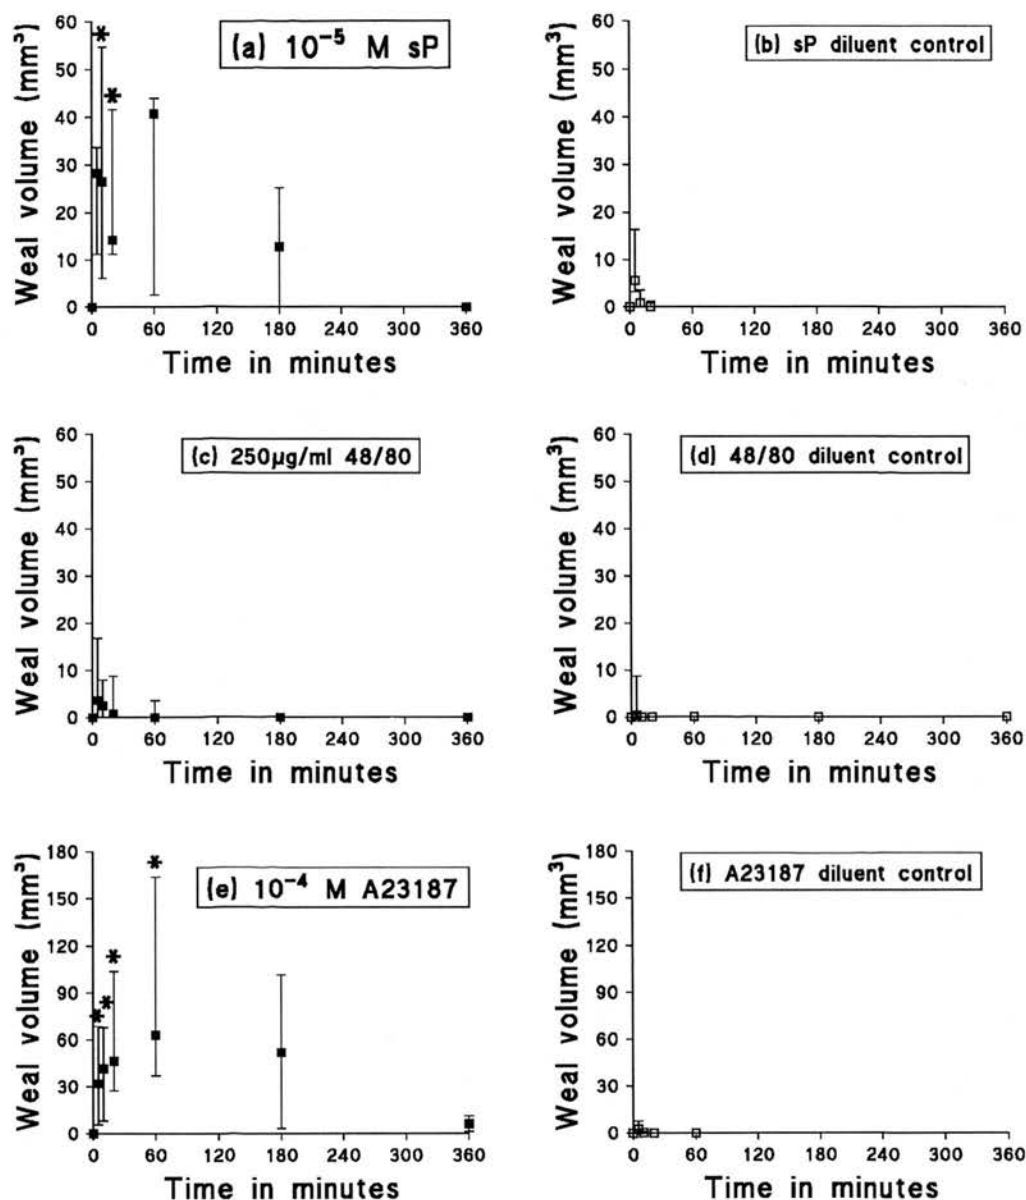 60
50
40
30
20
10
0
Weal volume (mm³)
*
*
(a) 10⁻⁵ M sP
0 60 120 180 240 300 360
Time in minutes
60
50
40
30
20
10
0
Weal volume (mm³)
(b) sP diluent control
0 60 120 180 240 300 360
Time in minutes
60
50
40
30
20
10
0
Weal volume (mm³)
(c) 250µg/ml 48/80
0 60 120 180 240 300 360
Time in minutes
60
50
40
30
20
10
0
Weal volume (mm³)
(d) 48/80 diluent control
0 60 120 180 240 300 360
Time in minutes
180
150
120
90
60
30
0
Weal volume (mm³)
*
*
*
*
(e) 10⁻⁴ M A23187
0 60 120 180 240 300 360
Time in minutes
180
150
120
90
60
30
0
Weal volume (mm³)
(f) A23187 diluent control
0 60 120 180 240 300 360
Time in minutes